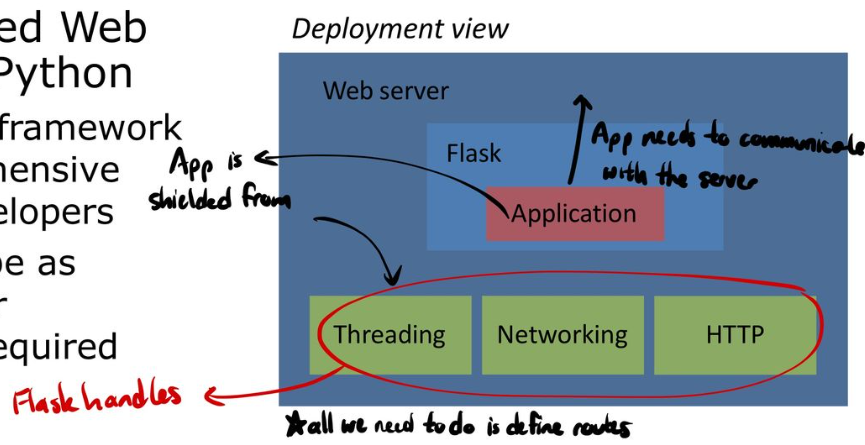 ed Web
Python
framework
hensive
elopers
be as
r
equired
Deployment view
Web server
Flask
Application
App needs to communicate
with the server
App is
shielded from
Threading
Networking
HTTP
Flask handles
*all we need to do is define routes